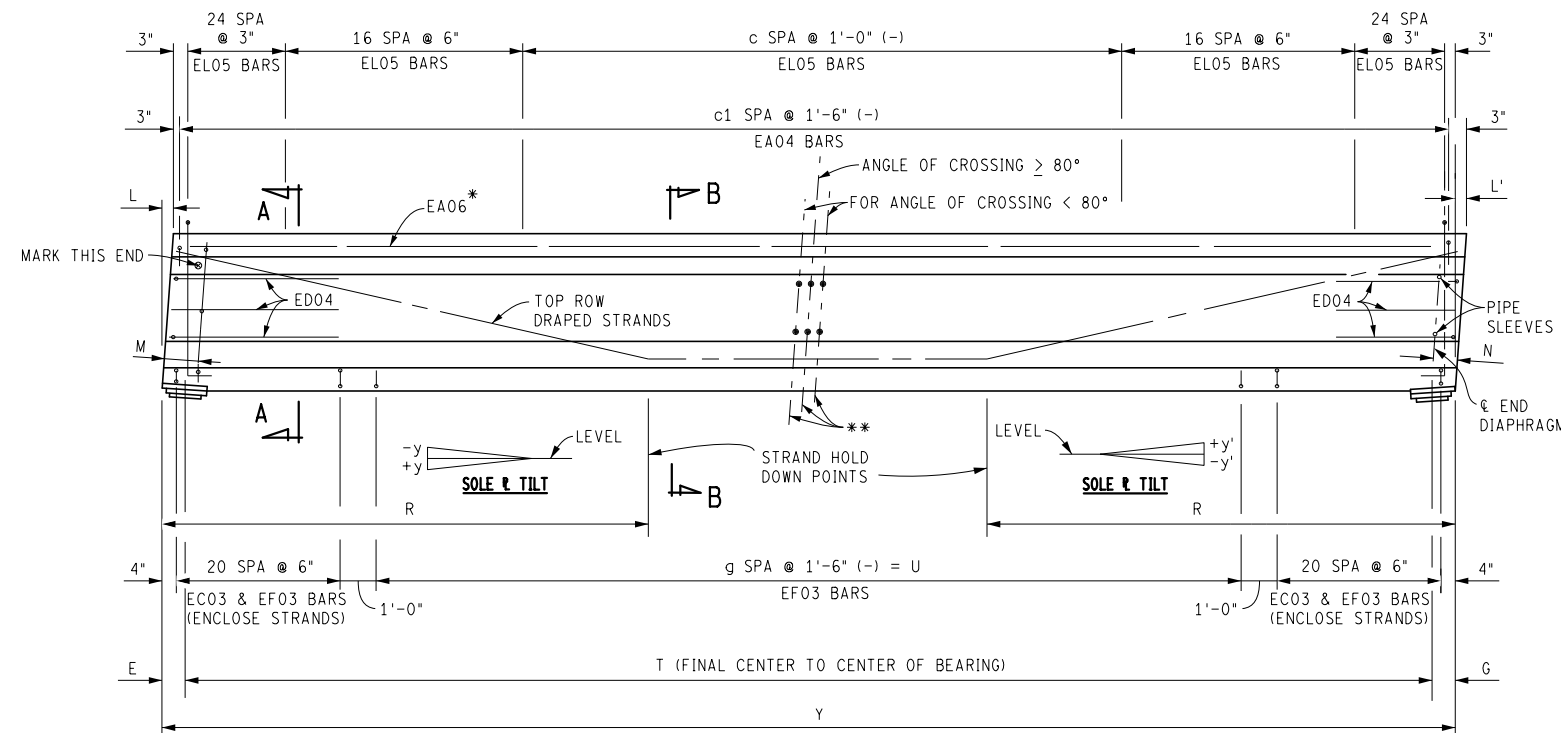 24 SPA
@ 3"
24 SPA
@ 3"
3"
16 SPA @ 6"
c SPA @ 1'-0" (-)
16 SPA @ 6"
3"
EL05 BARS
EL05 BARS
EL05 BARS
EL05 BARS
EL05 BARS
3"
c1 SPA @ 1'-6" (-)
3"
EA04 BARS
ANGLE OF CROSSING ≥ 80°
L
A
EA06*
B
FOR ANGLE OF CROSSING < 80°
L'
MARK THIS END
ED04
TOP ROW
DRAPED STRANDS
ED04
PIPE
SLEEVES
M
N
A
**
℄ END
DIAPHRAGM
-y
+y
LEVEL
SOLE ℙ TILT
STRAND HOLD
DOWN POINTS
B
LEVEL
+y'
-y'
SOLE ℙ TILT
R
R
4"
20 SPA @ 6"
g SPA @ 1'-6" (-) = U
20 SPA @ 6"
4"
EC03 & EF03 BARS
(ENCLOSE STRANDS)
1'-0"
EF03 BARS
1'-0"
EC03 & EF03 BARS
(ENCLOSE STRANDS)
E
T (FINAL CENTER TO CENTER OF BEARING)
G
Y